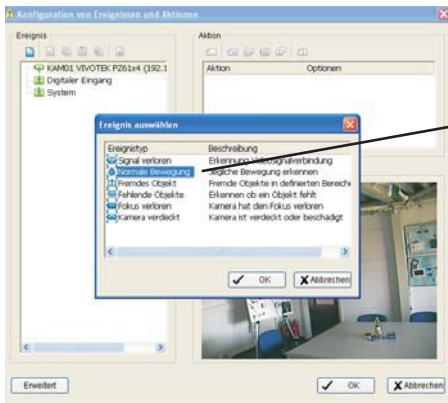 Konfiguration von Ereignissen und Aktionen
Ereignis
Aktion
KAM01 VIVOTEK PZ61x4 (192.1
Digitaler Eingang
System
Aktion Optionen
Ereignis auswählen
Ereignistyp Beschreibung
Signal verloren Erkennung Videosignalverbindung
Normale Bewegung Jegliche Bewegung erkennen
Fremdes Objekt Fremde Objekte in definierten Bereiche
Fehlende Objekte Erkennen ob ein Objekt fehlt
Fokus verloren Kamera hat den Fokus verloren
Kamera verdeckt Kamera ist verdeckt oder beschädigt
OK Abbrechen
Erweitert
OK Abbrechen